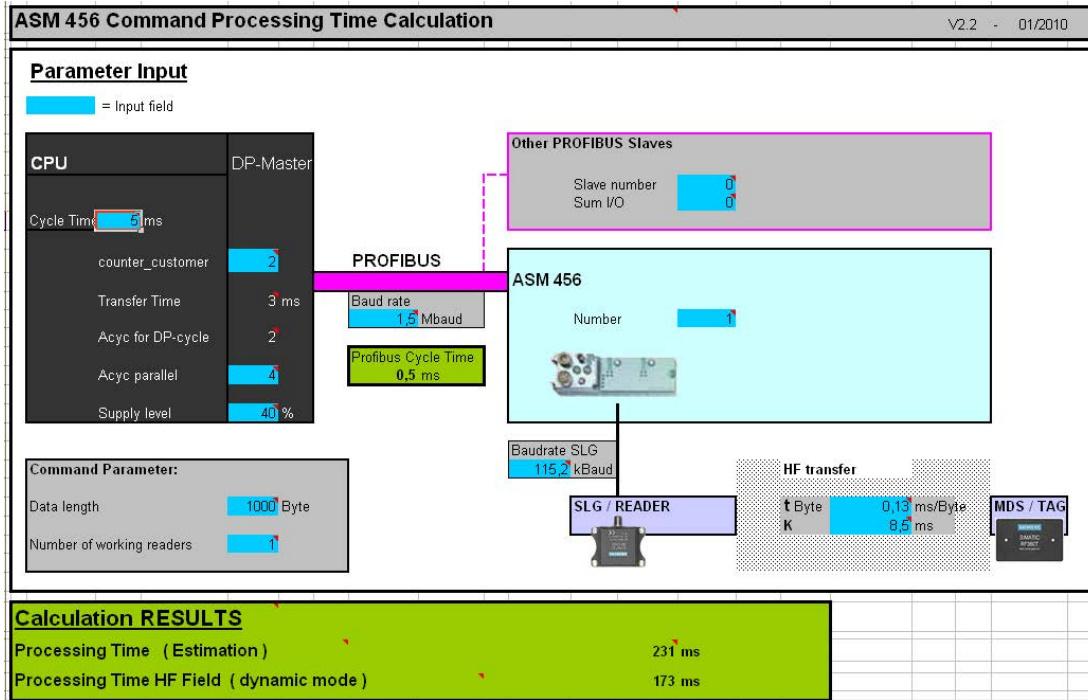 ASM 456 Command Processing Time Calculation V2.2 - 01/2010
Parameter Input
= Input field
CPU DP-Master
Cycle Time 5 ms
counter_customer 2
Transfer Time 3 ms
Acyc for DP-cycle 2
Acyc parallel 4
Supply level 40 %
PROFIBUS
Baud rate
1,5 Mbaud
Profibus Cycle Time
0,5 ms
Other PROFIBUS Slaves
Slave number 0
Sum I/O 0
ASM 456
Number 1
Baudrate SLG
115,2 kBaud
Command Parameter:
Data length 1000 Byte
Number of working readers 1
SLG / READER
HF transfer
t Byte 0,13 ms/Byte
K 8,5 ms
MDS / TAG
Calculation RESULTS
Processing Time ( Estimation ) 231 ms
Processing Time HF Field ( dynamic mode ) 173 ms